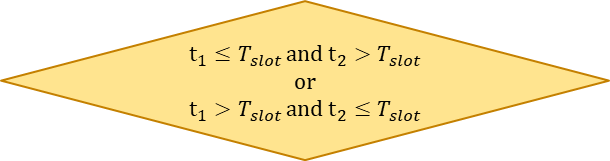 t₁ ≤ T_slot and t₂ > T_slot
or
t₁ > T_slot and t₂ ≤ T_slot